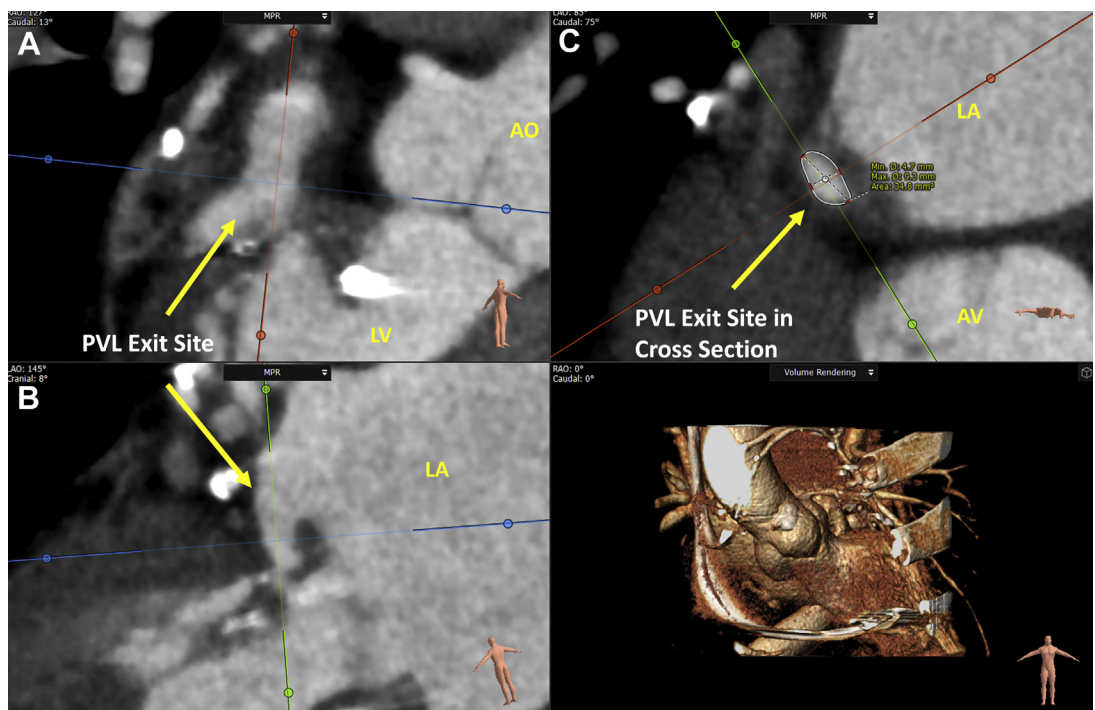 RAO: 127°
Caudal: 13°
MPR
A
AO
PVL Exit Site
LV
LAO: 85°
Caudal: 75°
MPR
C
LA
Min. Ø: 4.7 mm
Max. Ø: 9.3 mm
Area: 34.8 mm²
PVL Exit Site in
Cross Section
AV
LAO: 145°
Cranial: 8°
MPR
B
LA
RAO: 0°
Caudal: 0°
Volume Rendering